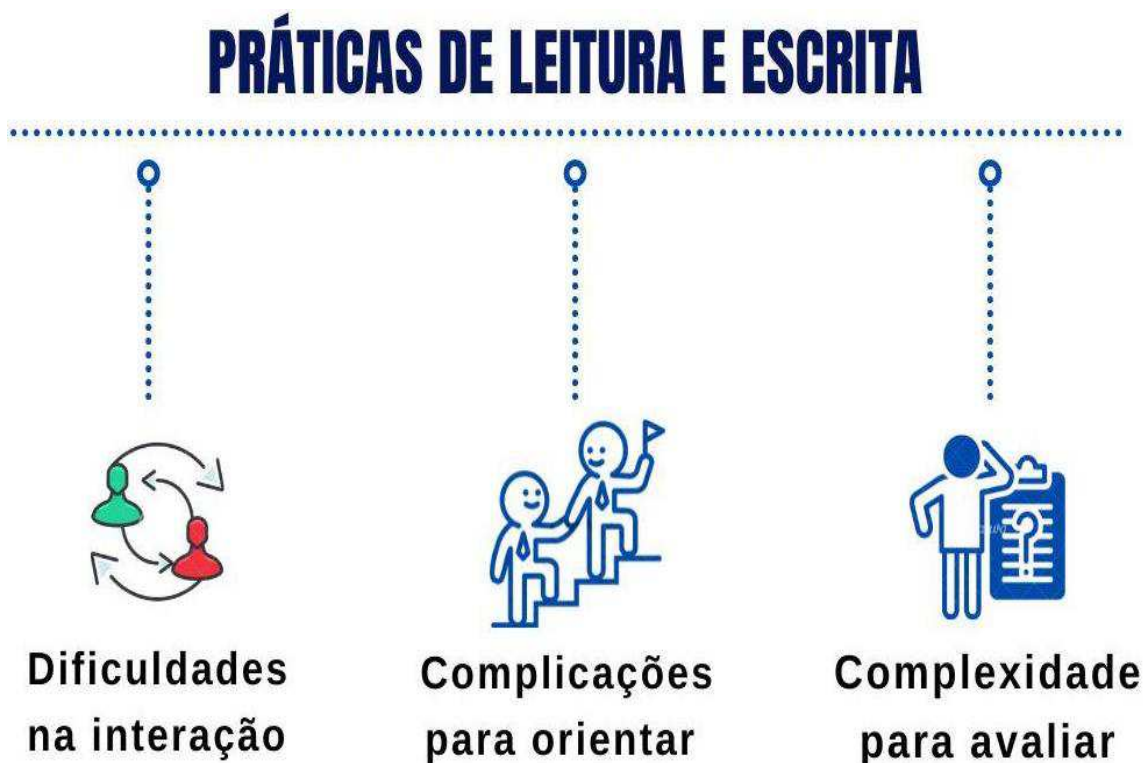 PRÁTICAS DE LEITURA E ESCRITA
Dificuldades
na interação
Complicações
para orientar
Complexidade
para avaliar